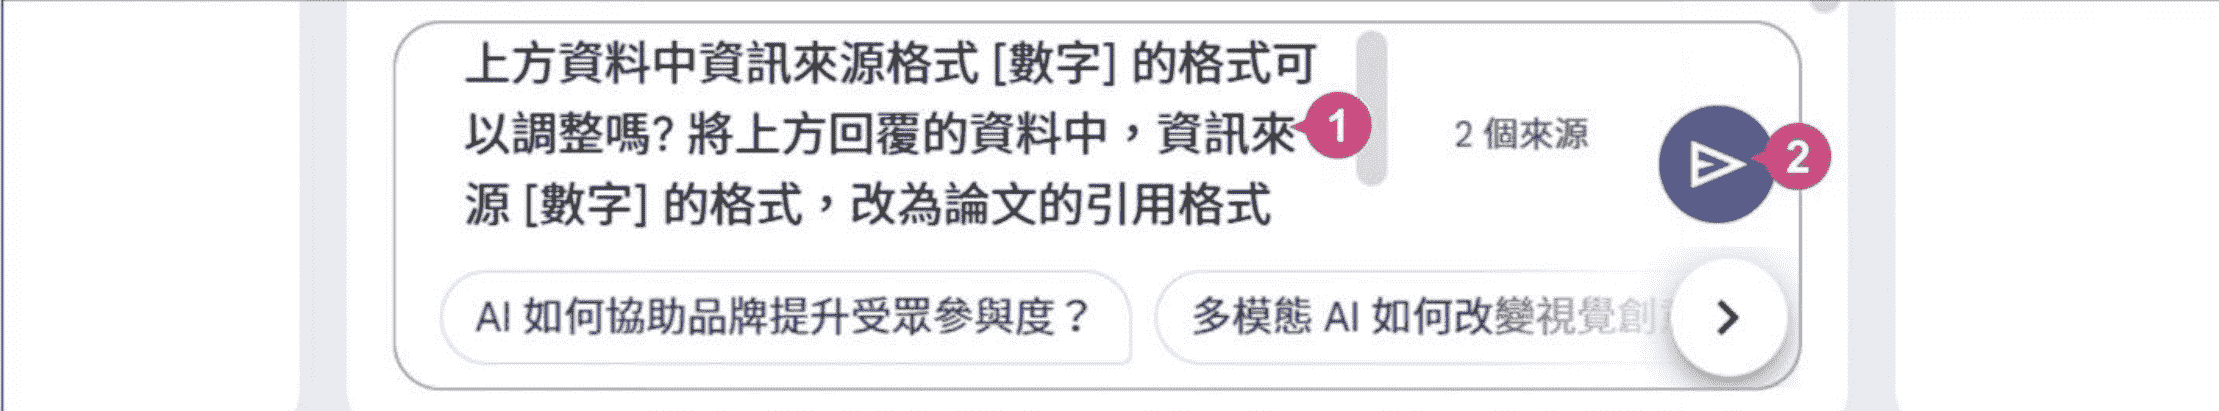 上方資料中資訊來源格式 [數字] 的格式可
以調整嗎? 將上方回覆的資料中，資訊來
源 [數字] 的格式，改為論文的引用格式
1
2 個來源
2
AI 如何協助品牌提升受眾參與度？
多模態 AI 如何改變視覺創